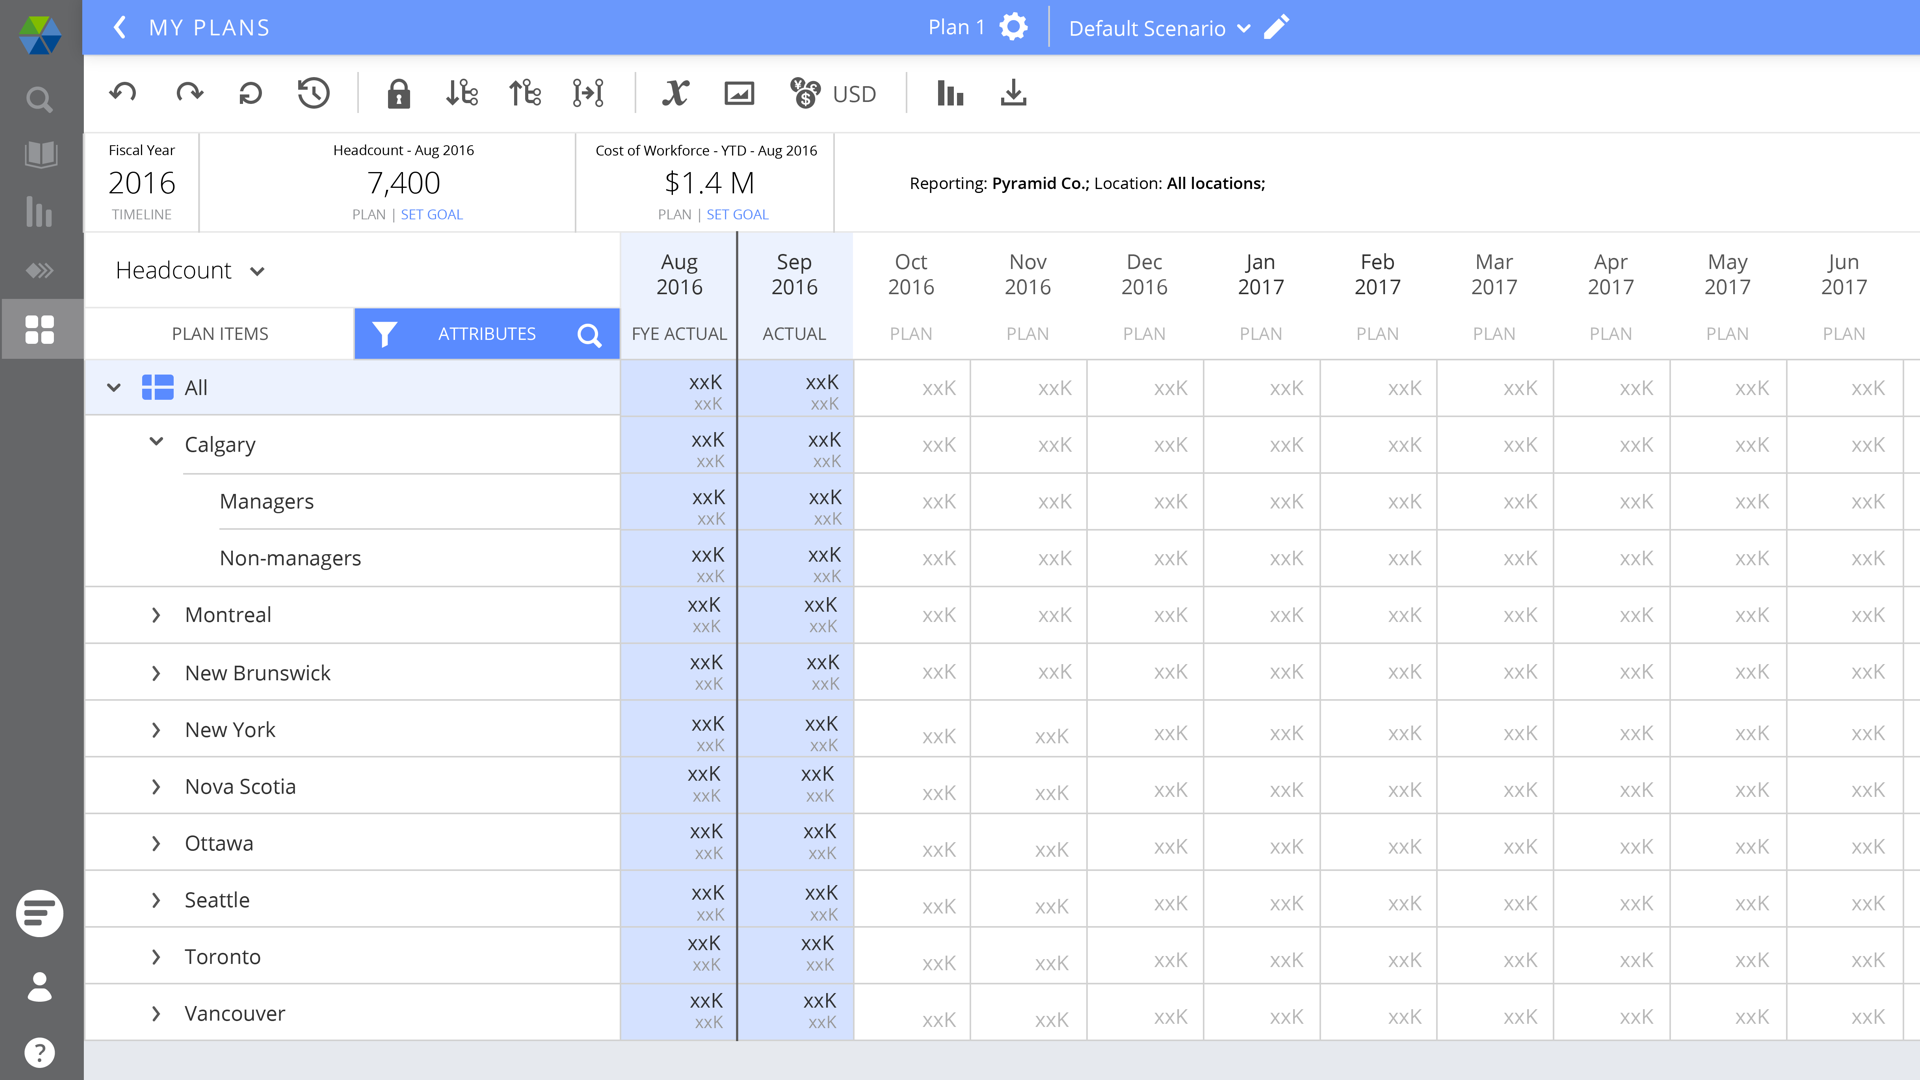 MY PLANS
Plan 1
Default Scenario
USD
Fiscal Year
2016
TIMELINE
Headcount - Aug 2016
7,400
PLAN | SET GOAL
Cost of Workforce - YTD - Aug 2016
$1.4 M
PLAN | SET GOAL
Reporting: Pyramid Co.; Location: All locations;
Headcount
Aug 2016 Sep 2016 Oct 2016 Nov 2016 Dec 2016 Jan 2017 Feb 2017 Mar 2017 Apr 2017 May 2017 Jun 2017
PLAN ITEMS ATTRIBUTES FYE ACTUAL ACTUAL PLAN PLAN PLAN PLAN PLAN PLAN PLAN PLAN PLAN
All xxK xxK xxK xxK xxK xxK xxK xxK xxK xxK xxK
xxK xxK
Calgary xxK xxK xxK xxK xxK xxK xxK xxK xxK xxK xxK
xxK xxK
Managers xxK xxK xxK xxK xxK xxK xxK xxK xxK xxK xxK
xxK xxK
Non-managers xxK xxK xxK xxK xxK xxK xxK xxK xxK xxK xxK
xxK xxK
Montreal xxK xxK xxK xxK xxK xxK xxK xxK xxK xxK xxK
xxK xxK
New Brunswick xxK xxK xxK xxK xxK xxK xxK xxK xxK xxK xxK
xxK xxK
New York xxK xxK xxK xxK xxK xxK xxK xxK xxK xxK xxK
xxK xxK
Nova Scotia xxK xxK xxK xxK xxK xxK xxK xxK xxK xxK xxK
xxK xxK
Ottawa xxK xxK xxK xxK xxK xxK xxK xxK xxK xxK xxK
xxK xxK
Seattle xxK xxK xxK xxK xxK xxK xxK xxK xxK xxK xxK
xxK xxK
Toronto xxK xxK xxK xxK xxK xxK xxK xxK xxK xxK xxK
xxK xxK
Vancouver xxK xxK xxK xxK xxK xxK xxK xxK xxK xxK xxK
xxK xxK